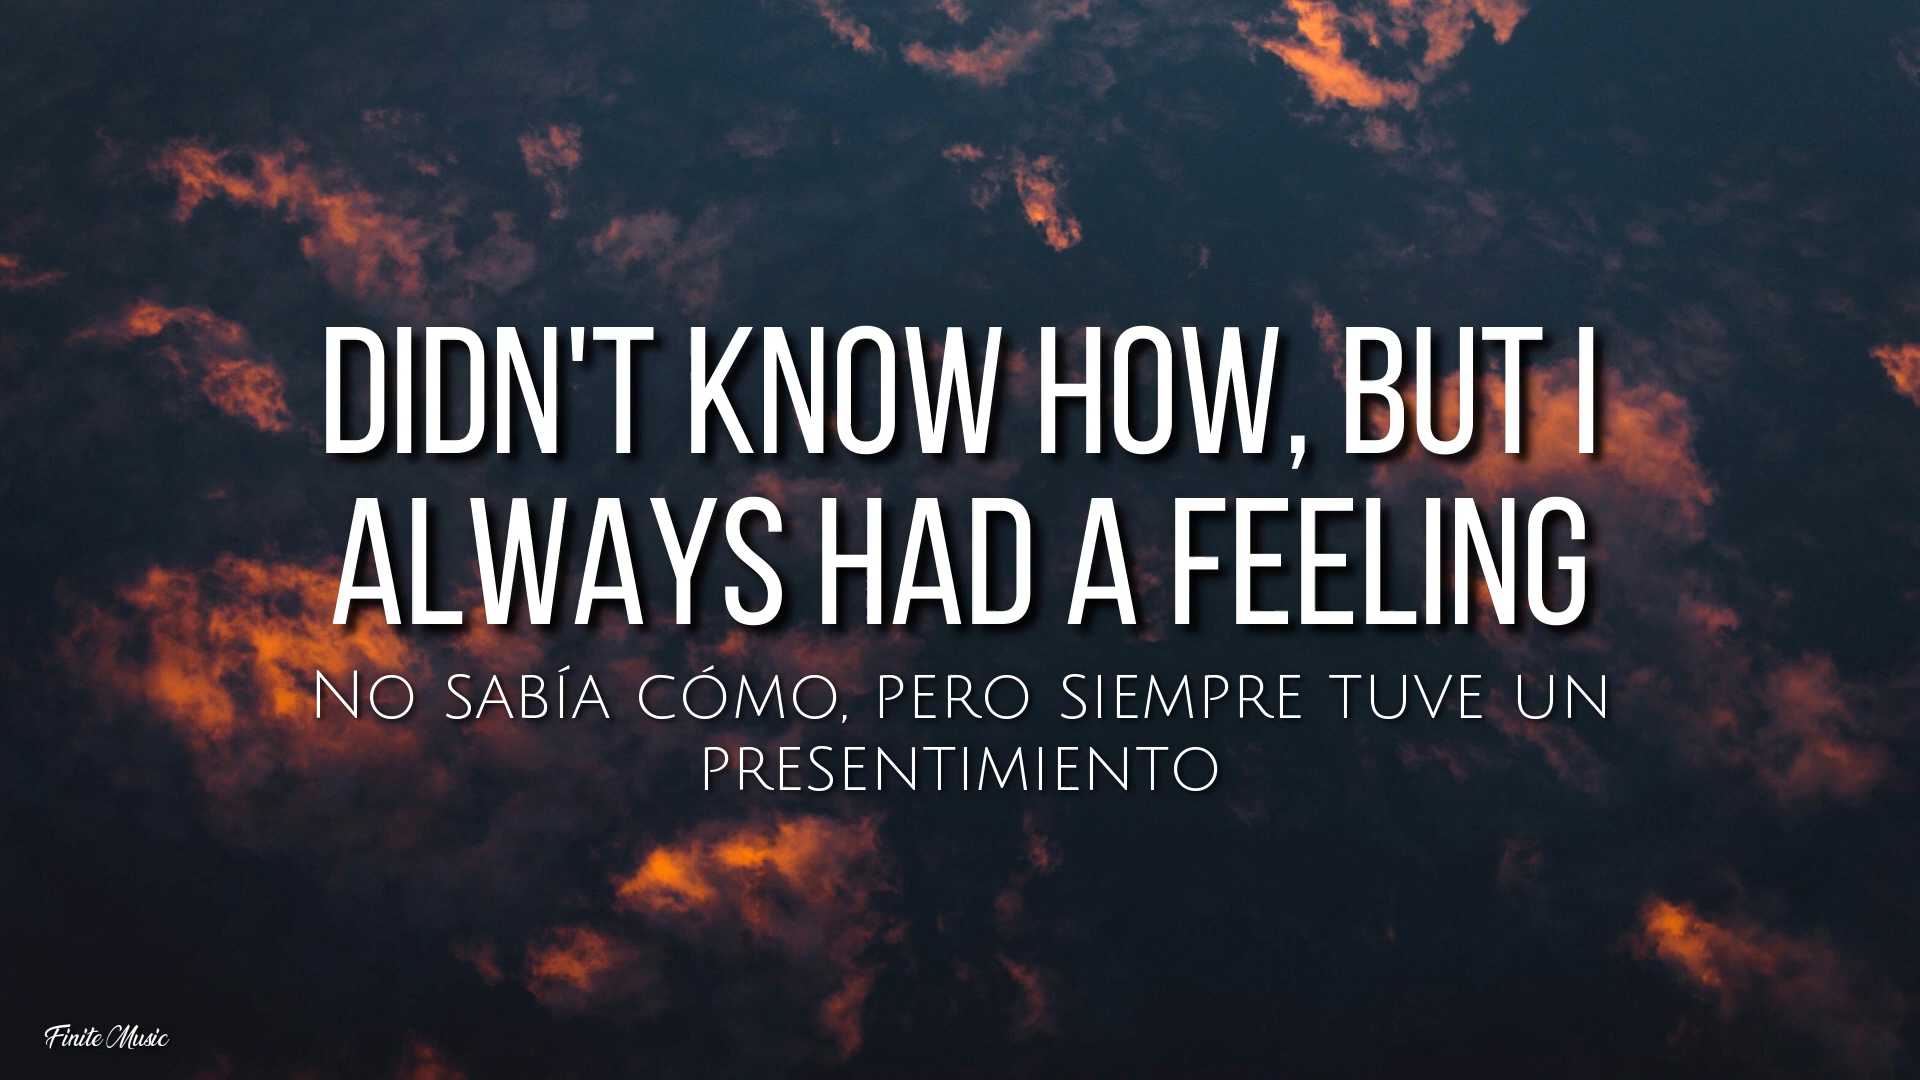 DIDN'T KNOW HOW, BUT I
ALWAYS HAD A FEELING
No sabía cómo, pero siempre tuve un
presentimiento
Finite Music